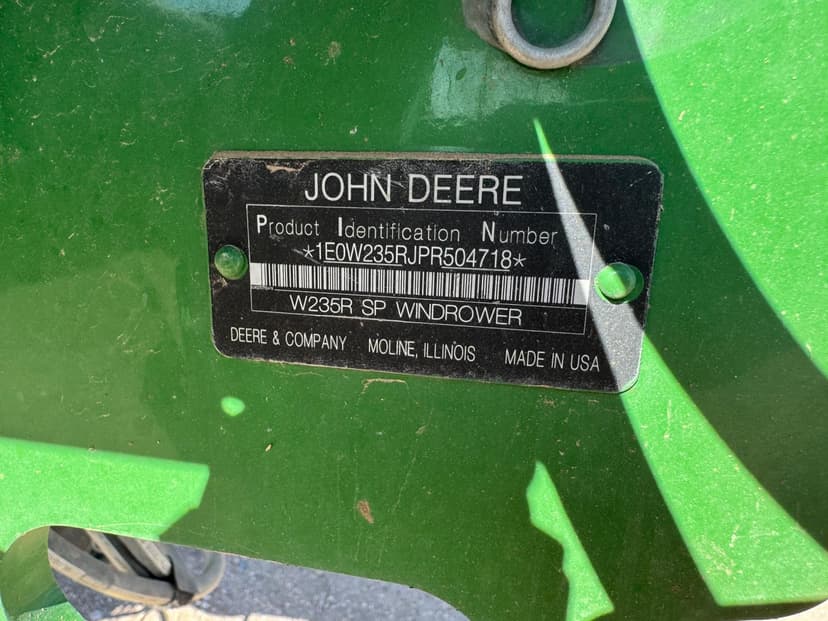 JOHN DEERE
Product Identification Number
*1E0W235RJPR504718*
W235R SP WINDROWER
DEERE & COMPANY MOLINE, ILLINOIS MADE IN USA